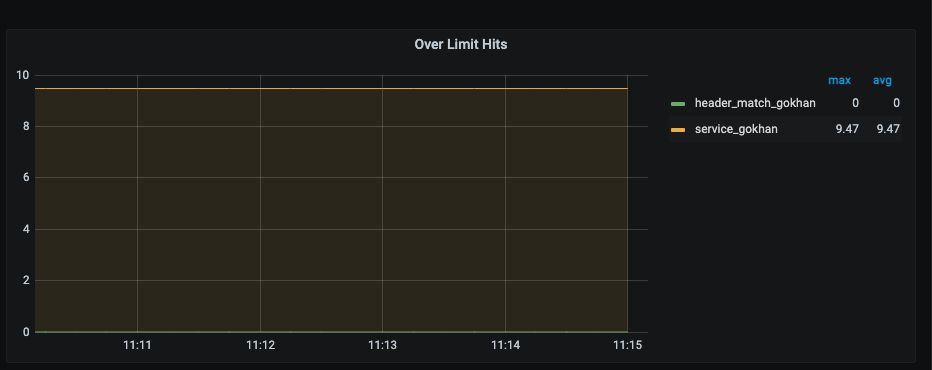 Over Limit Hits
10
8
6
4
2
0
11:11 11:12 11:13 11:14 11:15
max avg
header_match_gokhan 0 0
service_gokhan 9.47 9.47